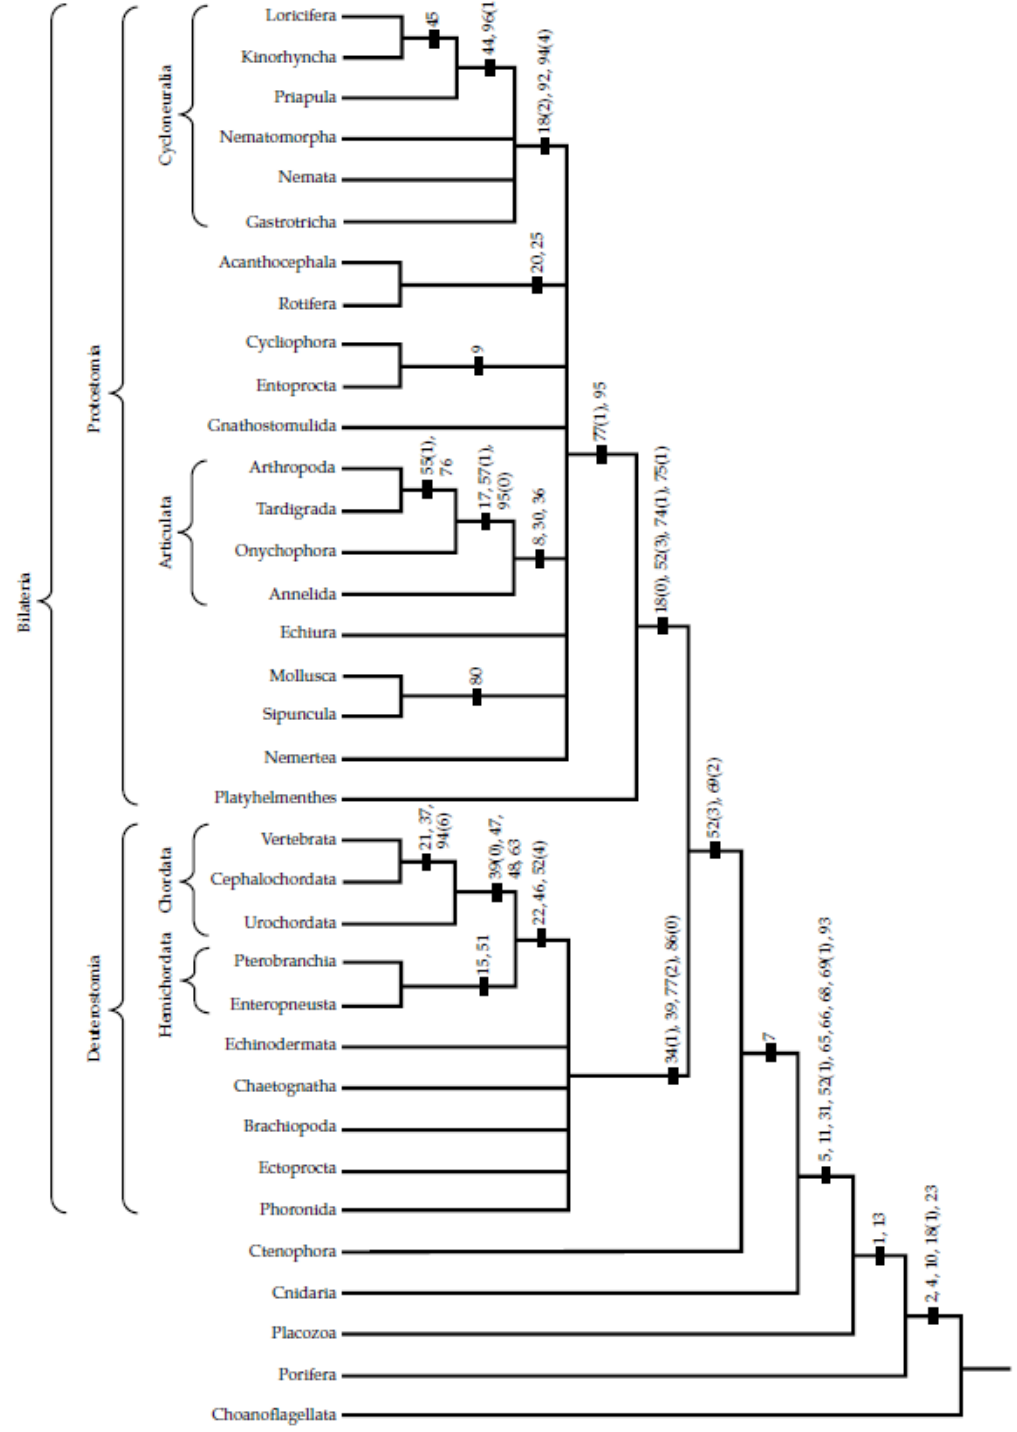 Loricifera
45
Kinorhyncha
44, 96(1
Priapula
18(2), 92, 94(4)
Nematomorpha
Nemata
Gastrotricha
Cycloneuralia
Acanthocephala
20, 25
Rotifera
Cycliophora
9
Entoprocta
Gnathostomulida
77(1), 95
Protostomia
Arthropoda
55(1),
76
Tardigrada
17, 57(1),
95(0)
Onychophora
8, 30, 36
Annelida
Articulata
Echiura
18(0), 52(3), 74(1), 75(1)
Bilateria
Mollusca
80
Sipuncula
Nemertea
Platyhelmenthes
52(3), 69(2)
Vertebrata
21, 37,
94(6)
Cephalochordata
39(0), 47,
48, 63
Urochordata
22, 46, 52(4)
Chordata
Pterobranchia
15, 51
Enteropneusta
Hemichordata
Deuterostomia
Echinodermata
34(1), 39, 77(2), 86(0)
Chaetognatha
7
Brachiopoda
Ectoprocta
5, 11, 31, 52(1), 65,66, 68, 69(1), 93
Phoronida
Ctenophora
1, 13
Cnidaria
2, 4, 10, 18(1), 23
Placozoa
Porifera
Choanoflagellata